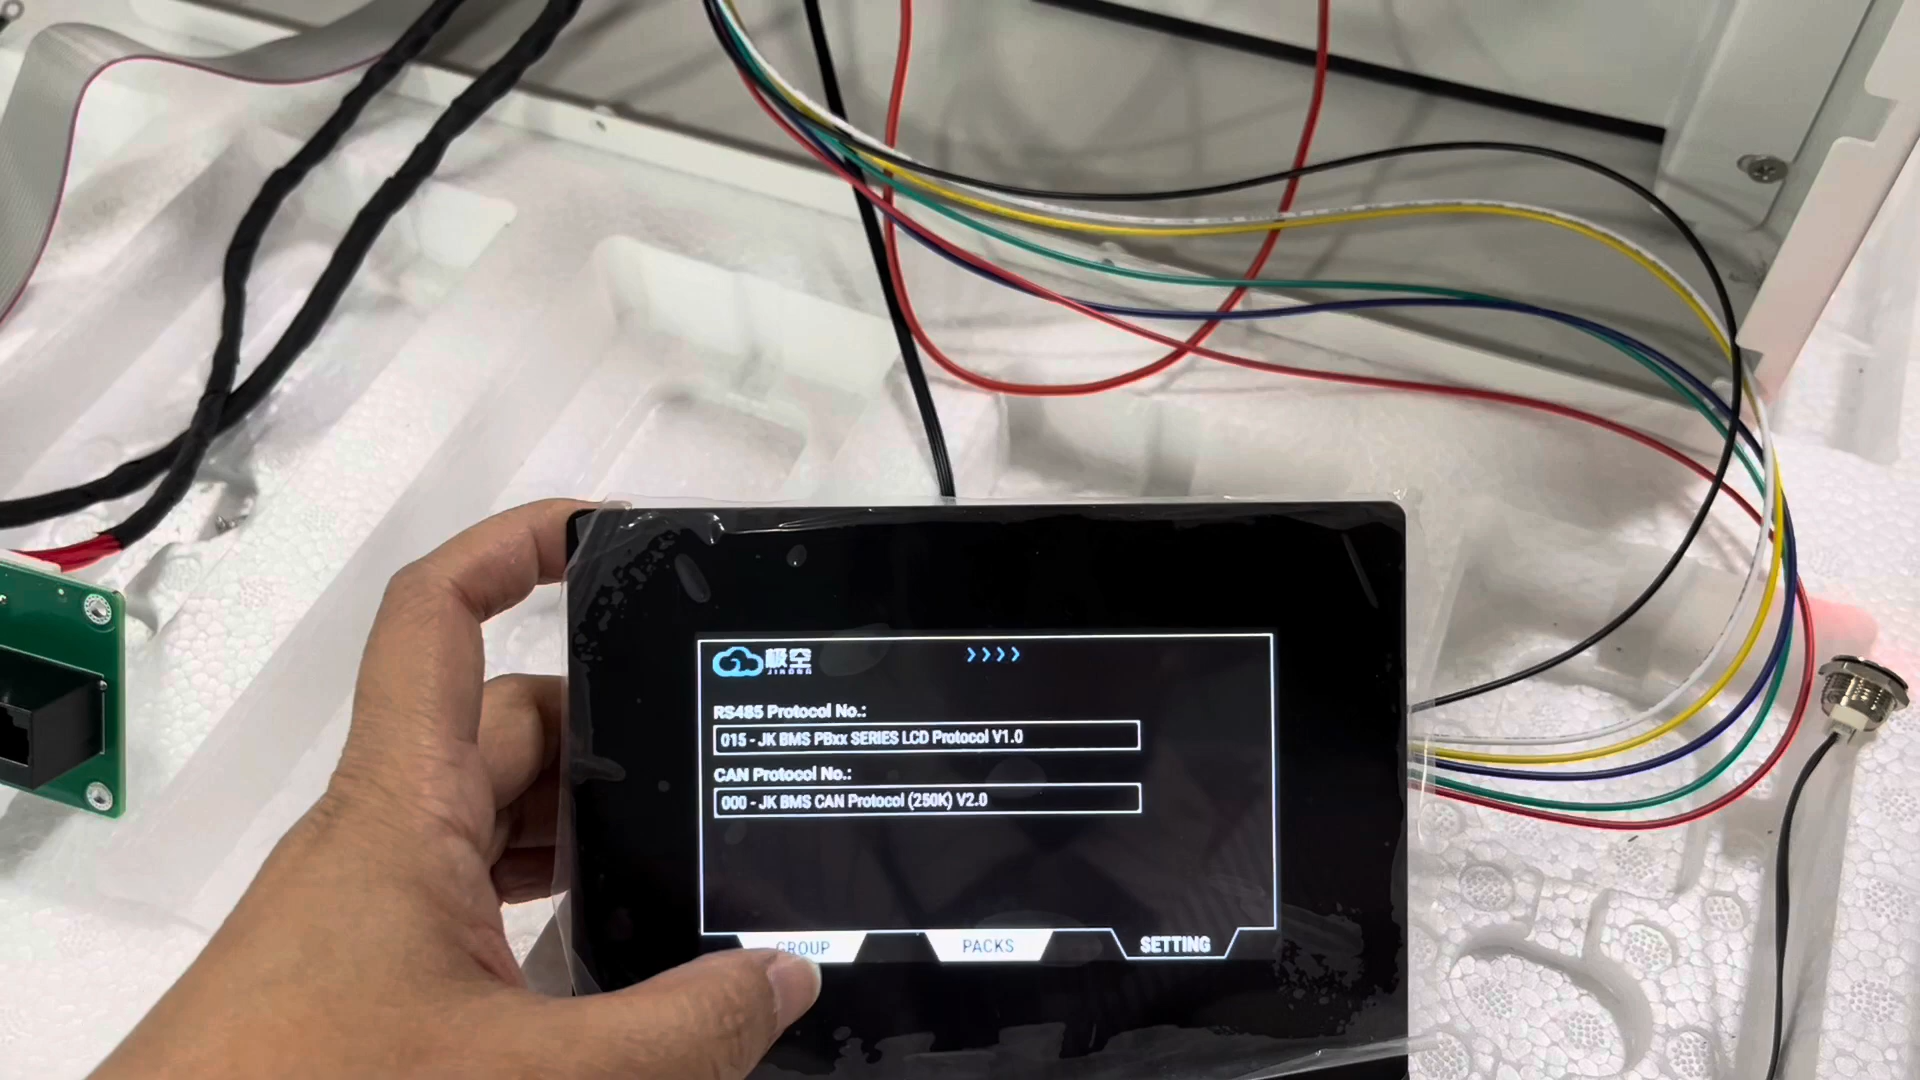 极空
JIKONG
RS485 Protocol No.:
015 - JK BMS PBxx SERIES LCD Protocol V1.0
CAN Protocol No.:
000 - JK BMS CAN Protocol (250K) V2.0
GROUP
PACKS
SETTING